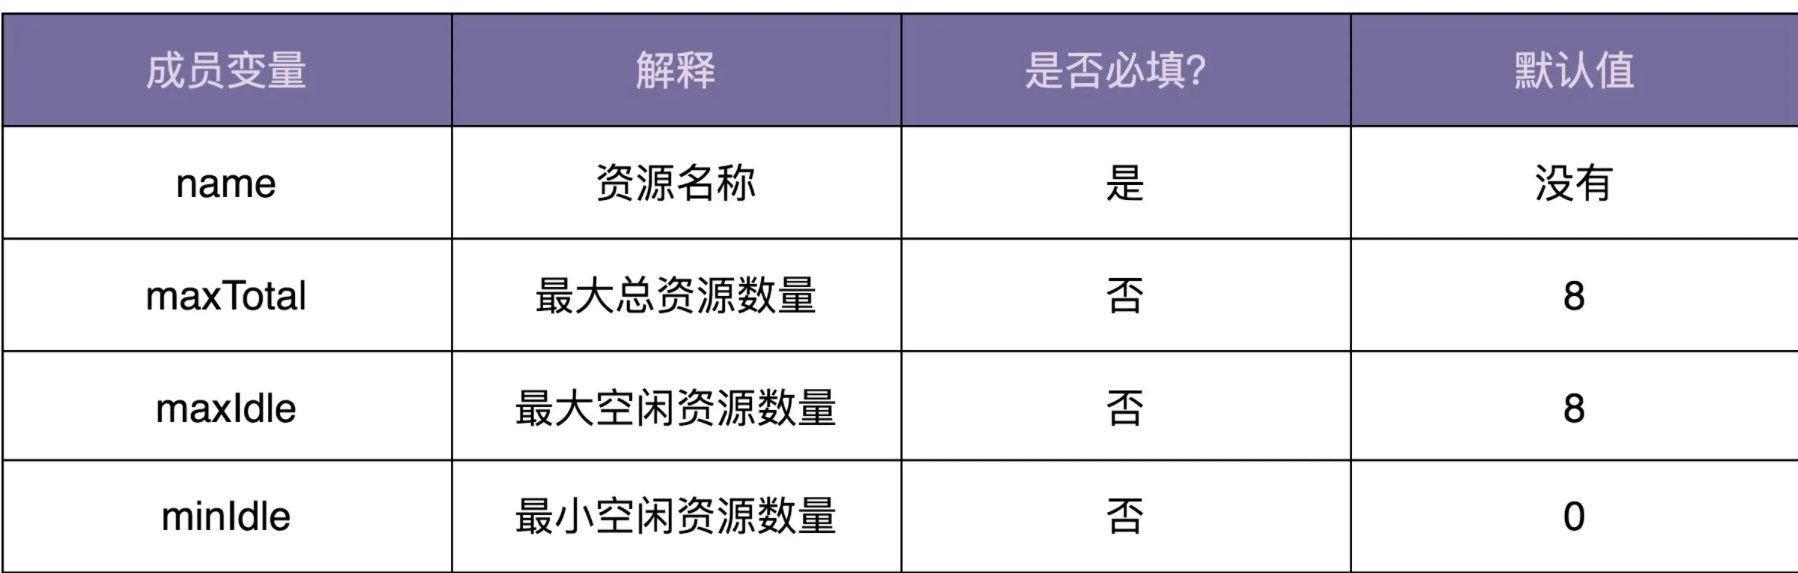 成员变量 解释 是否必填? 默认值
name 资源名称 是 没有
maxTotal 最大总资源数量 否 8
maxIdle 最大空闲资源数量 否 8
minIdle 最小空闲资源数量 否 0